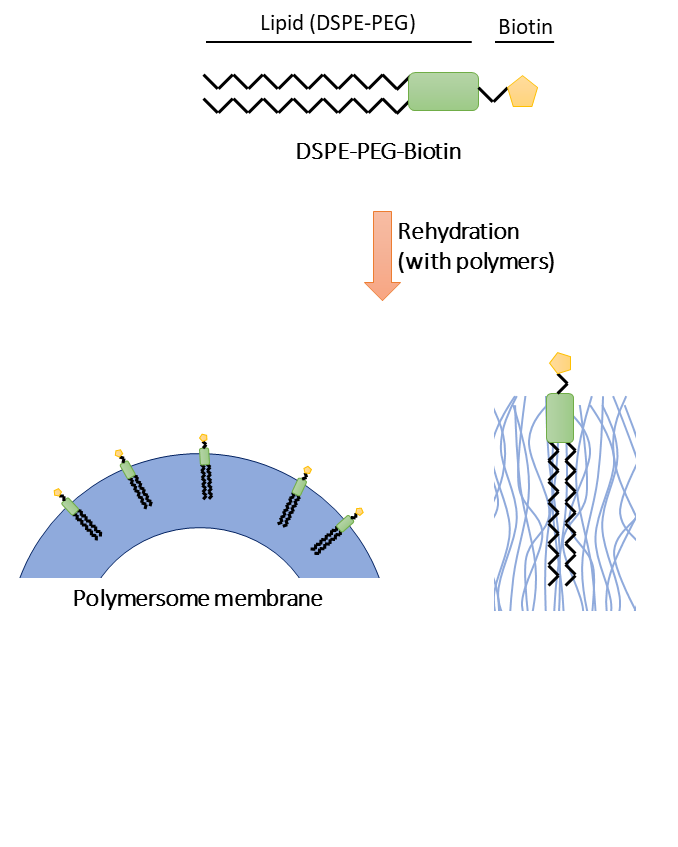 Lipid (DSPE-PEG)
Biotin
DSPE-PEG-Biotin
Rehydration
(with polymers)
Polymersome membrane